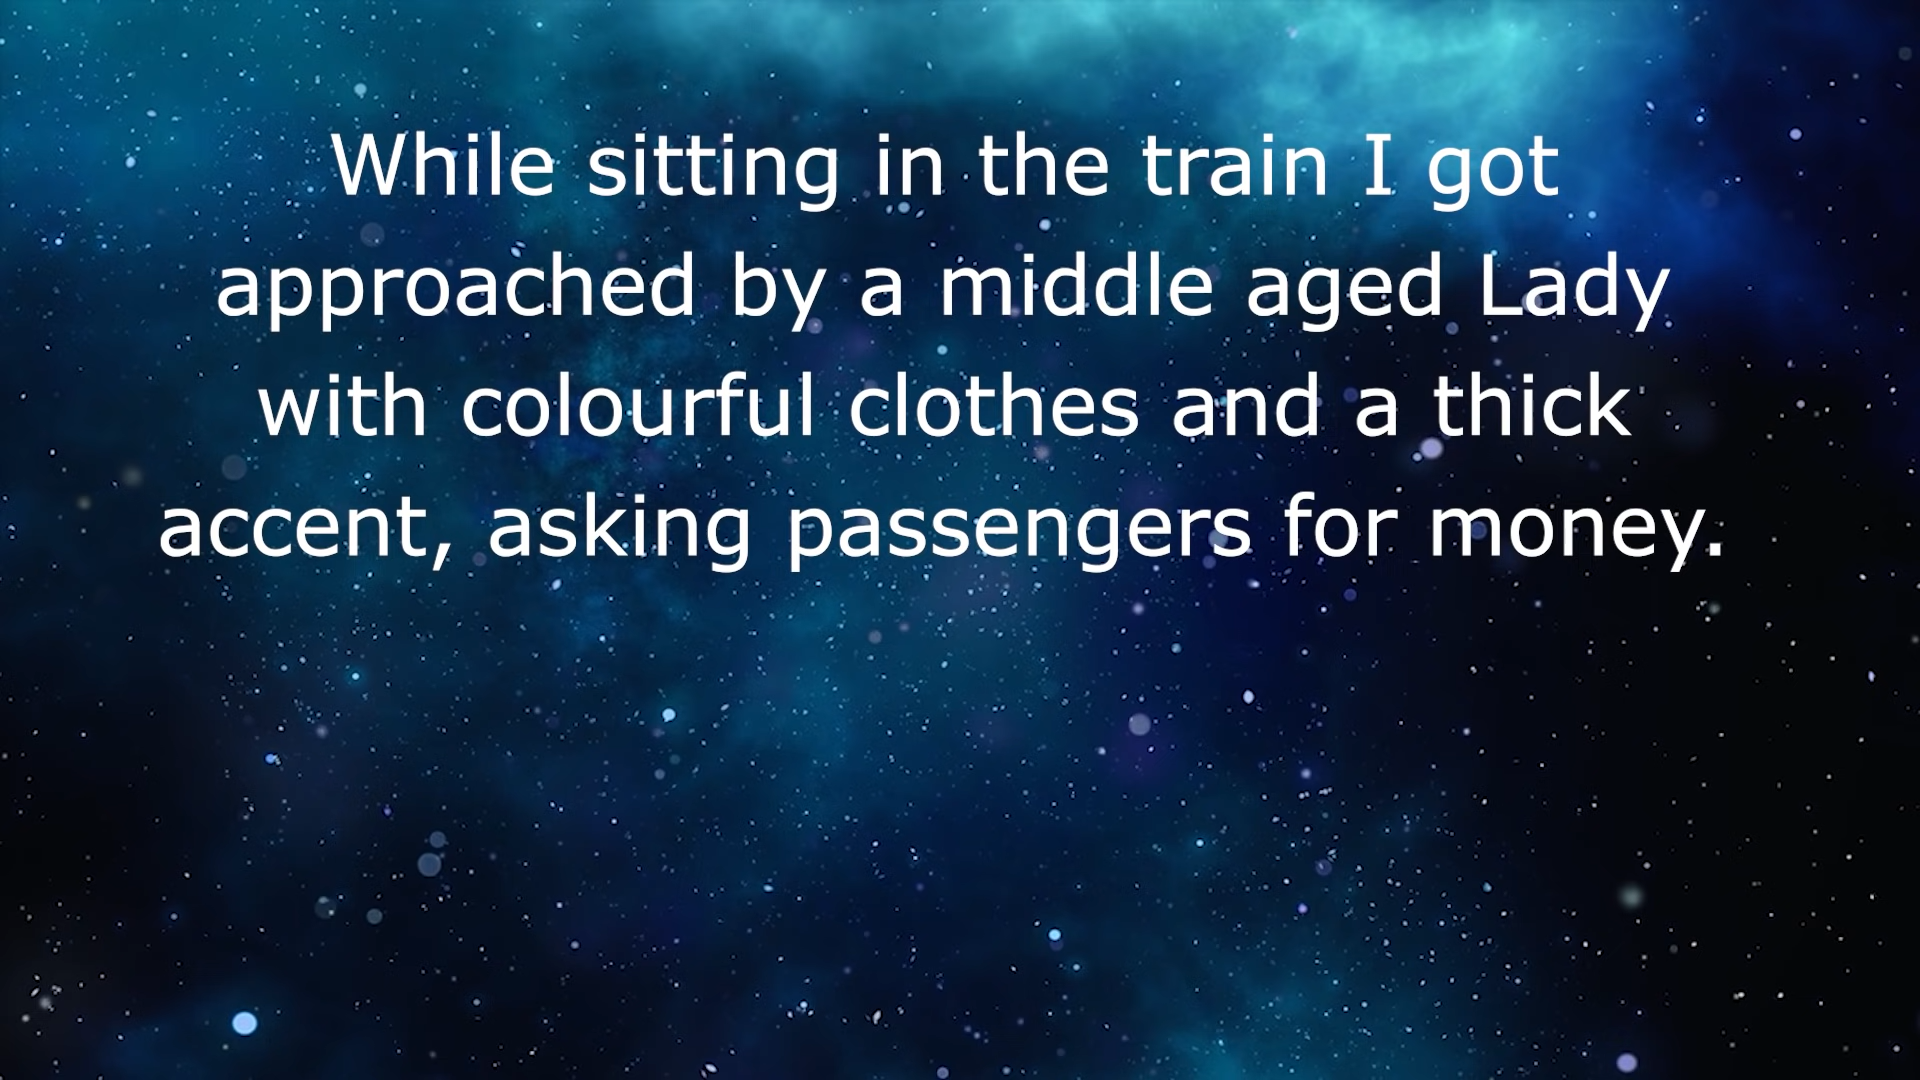 While sitting in the train I got
approached by a middle aged Lady
with colourful clothes and a thick
accent, asking passengers for money.